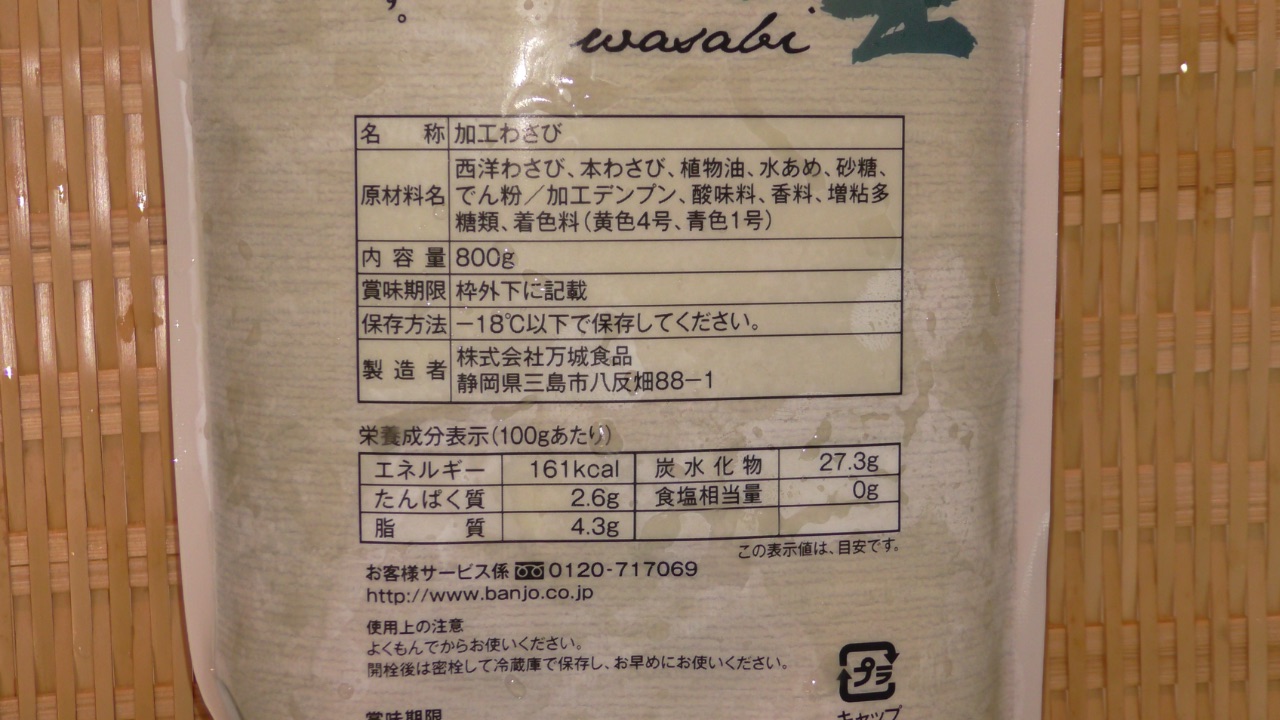 す。
wasabi
名称 加工わさび
原材料名 西洋わさび、本わさび、植物油、水あめ、砂糖、
でん粉/加工デンプン、酸味料、香料、増粘多
糖類、着色料(黄色4号、青色1号)
内容量 800g
賞味期限 枠外下に記載
保存方法 －18℃以下で保存してください。
製造者 株式会社万城食品
静岡県三島市八反畑88－1
栄養成分表示(100gあたり)
エネルギー 161kcal 炭水化物 27.3g
たんぱく質 2.6g 食塩相当量 0g
脂質 4.3g
この表示値は、目安です。
お客様サービス係 0120-717069
http://www.banjo.co.jp
使用上の注意
よくもんでからお使いください。
開栓後は密栓して冷蔵庫で保存し、お早めにお使いください。
プラ
賞味期限
キャップ